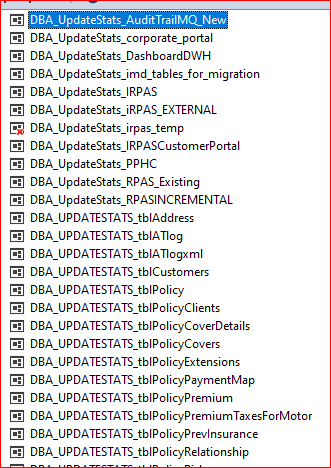 DBA_UpdateStats_AuditTrailMQ_New
DBA_UpdateStats_corporate_portal
DBA_UpdateStats_DashboardDWH
DBA_UpdateStats_imd_tables_for_migration
DBA_UpdateStats_IRPAS
DBA_UpdateStats_iRPAS_EXTERNAL
DBA_UpdateStats_irpas_temp
DBA_UpdateStats_IRPASCustomerPortal
DBA_UpdateStats_PPHC
DBA_UpdateStats_RPAS_Existing
DBA_UpdateStats_RPASINCREMENTAL
DBA_UPDATESTATS_tblAddress
DBA_UPDATESTATS_tblATlog
DBA_UPDATESTATS_tblATlogxml
DBA_UPDATESTATS_tblCustomers
DBA_UPDATESTATS_tblPolicy
DBA_UPDATESTATS_tblPolicyClients
DBA_UPDATESTATS_tblPolicyCoverDetails
DBA_UPDATESTATS_tblPolicyCovers
DBA_UPDATESTATS_tblPolicyExtensions
DBA_UPDATESTATS_tblPolicyPaymentMap
DBA_UPDATESTATS_tblPolicyPremium
DBA_UPDATESTATS_tblPolicyPremiumTaxesForMotor
DBA_UPDATESTATS_tblPolicyPrevInsurance
DBA_UPDATESTATS_tblPolicyRelationship